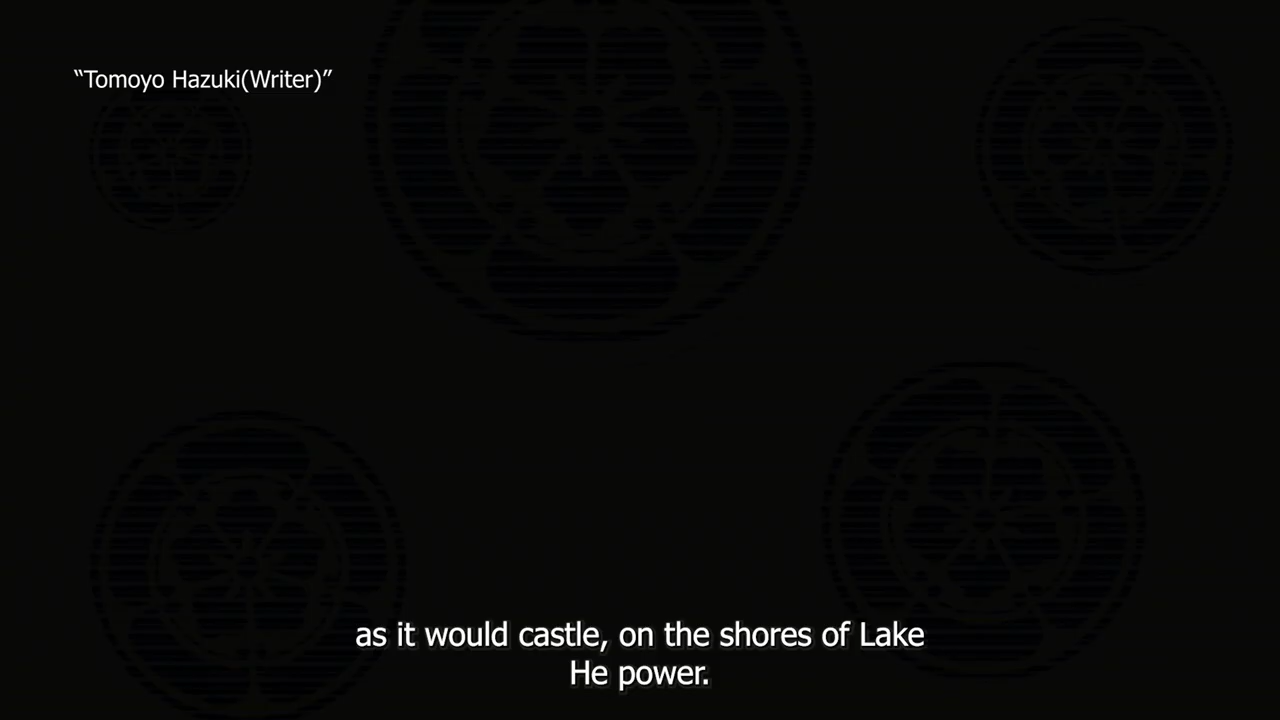 “Tomoyo Hazuki(Writer)”
as it would castle, on the shores of Lake
He power.